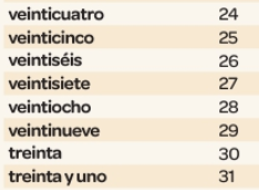 veinticuatro 24
veinticinco 25
veintiséis 26
veintisiete 27
veintiocho 28
veintinueve 29
treinta 30
treinta y uno 31